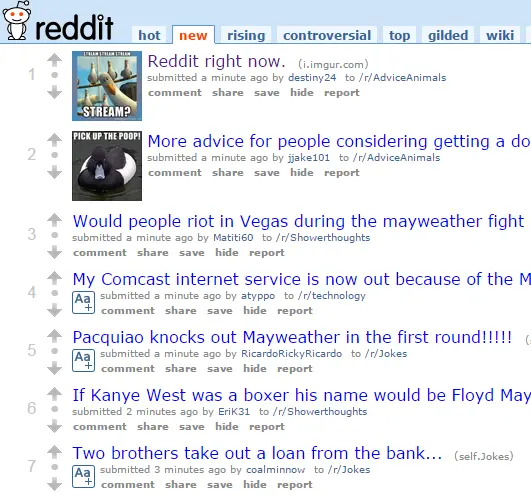 reddit hot new rising controversial top gilded wiki
1
STREAM STREAM STREAM
STREAM?
Reddit right now. (i.imgur.com)
submitted a minute ago by destiny24 to /r/AdviceAnimals
comment share save hide report
2
PICK UP THE POOP!
More advice for people considering getting a do
submitted a minute ago by jjake101 to /r/AdviceAnimals
comment share save hide report
3
Would people riot in Vegas during the mayweather fight
submitted a minute ago by Matiti60 to /r/Showerthoughts
comment share save hide report
4
My Comcast internet service is now out because of the M
Aa+
submitted a minute ago by atyppo to /r/technology
comment share save hide report
5
Pacquiao knocks out Mayweather in the first round!!!!! (
Aa+
submitted a minute ago by RicardoRickyRicardo to /r/Jokes
comment share save hide report
6
If Kanye West was a boxer his name would be Floyd May
submitted 2 minutes ago by EriK31 to /r/Showerthoughts
comment share save hide report
7
Two brothers take out a loan from the bank... (self.Jokes)
Aa+
submitted 3 minutes ago by coalminnow to /r/Jokes
comment share save hide report